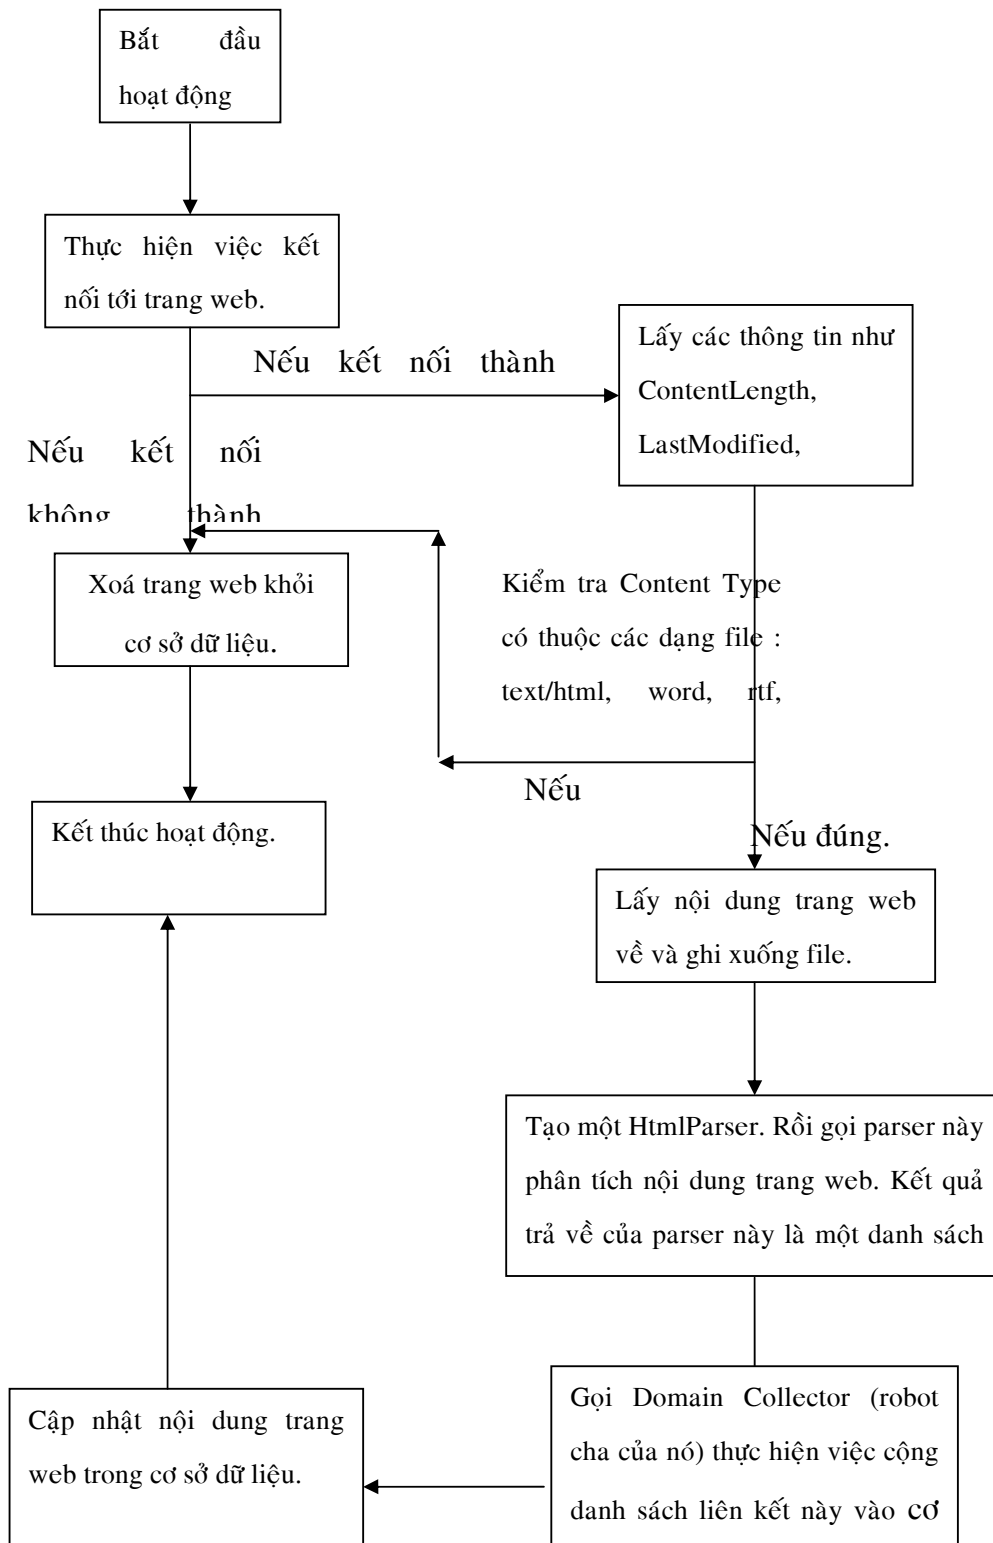 Bắt đầu
hoạt động
Thực hiện việc kết
nối tới trang web.
Nếu kết nối thành
Lấy các thông tin như
ContentLength,
LastModified,
Nếu kết nối
không thành
Xoá trang web khỏi
cơ sở dữ liệu.
Kiểm tra Content Type
có thuộc các dạng file :
text/html, word, rtf,
Nếu
Nếu đúng.
Kết thúc hoạt động.
Lấy nội dung trang web
về và ghi xuống file.
Tạo một HtmlParser. Rồi gọi parser này
phân tích nội dung trang web. Kết quả
trả về của parser này là một danh sách
Gọi Domain Collector (robot
cha của nó) thực hiện việc cộng
danh sách liên kết này vào cơ
Cập nhật nội dung trang
web trong cơ sở dữ liệu.